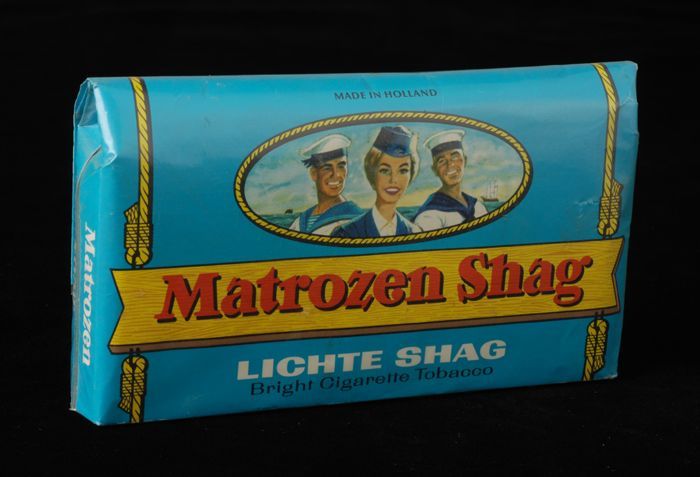 MADE IN HOLLAND
Matrozen Shag
LICHTE SHAG
Bright Cigarette Tobacco
Matrozen